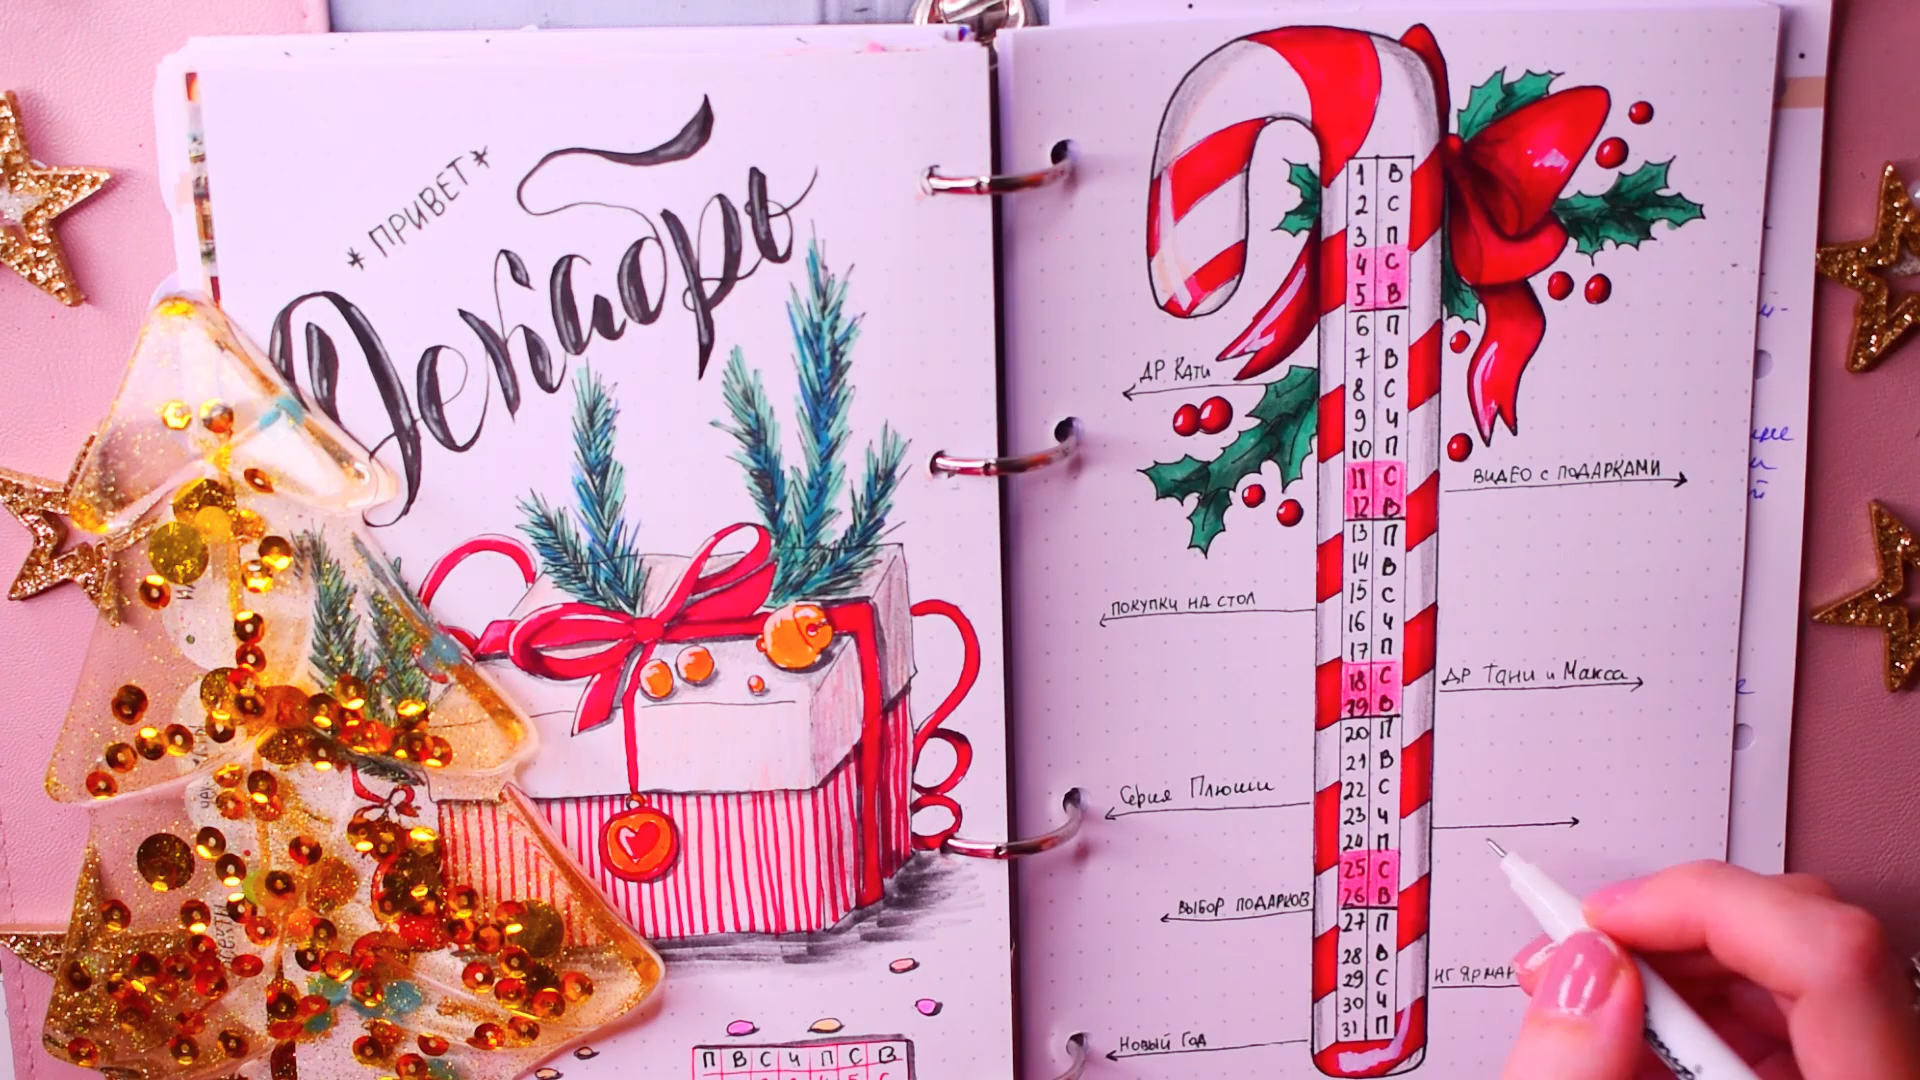 * ПРИВЕТ *
Декабрь
П В С Ч П С В
1 В
2 С
3 П
4 С
5 В
6 П
7 В
8 С
9 Ч
10 П
11 С
12 В
13 П
14 В
15 С
16 Ч
17 П
18 С
19 В
20 П
21 В
22 С
23 Ч
24 П
25 С
26 В
27 П
28 В
29 С
30 Ч
31 П
ДР Кати
ВИДЕО с ПОДАРКАМИ
ПОКУПКИ НА СТОЛ
ДР Тани и Макса
Серия Плюши
ВЫБОР ПОДАРКОВ
НГ ЯРМАР
Новый Год